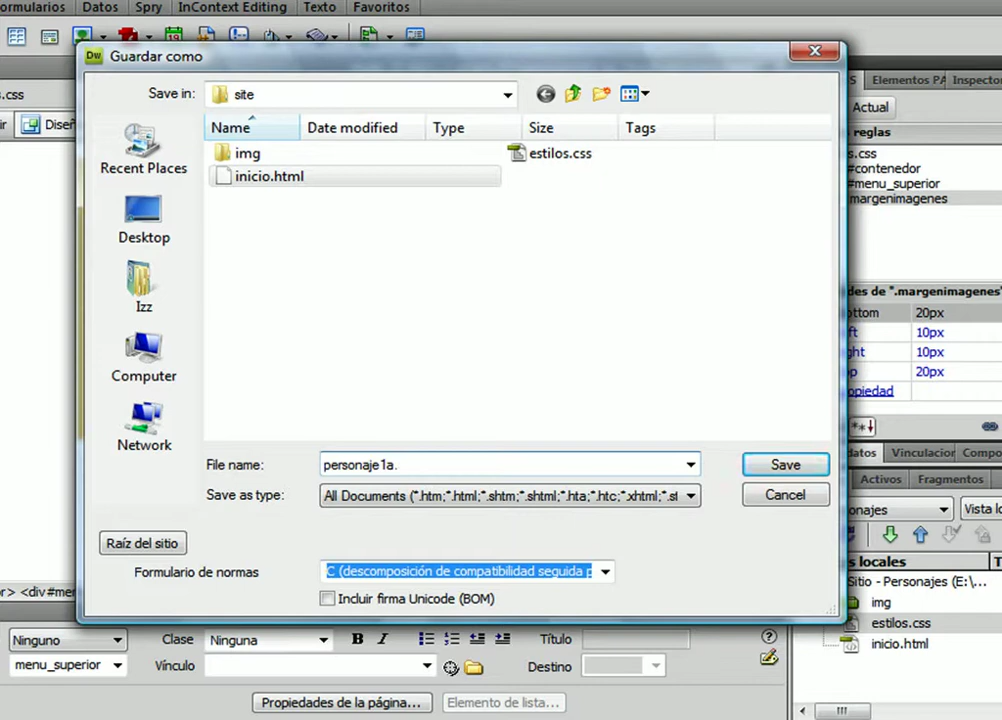 ormularios Datos Spry InContext Editing Texto Favoritos
Dw Guardar como
s.css
Elementos PA Inspecto
ir Diseñ
Actual
Save in: site
reglas
Name Date modified Type Size Tags
img estilos.css
s.css
inicio.html
#contenedor
#menu_superior
margenimagenes
Recent Places
Desktop
Izz
Computer
Network
des de ".margenimagenes"
ottom 20px
ft 10px
ght 10px
op 20px
opiedad
File name: personaje1a. Save
Save as type: All Documents (*.htm;*.html;*.shtm;*.shtml;*.hta;*.htc;*.xhtml;*.sl Cancel
atos Vinculacior Compo
Activos Fragmentos
onajes Vista lo
Raíz del sitio
Formulario de normas C (descomposición de compatibilidad seguida p
Incluir firma Unicode (BOM)
s locales T
Sitio - Personajes (E:\...
img
estilos.css
inicio.html
r> <div#me
Ninguno Clase Ninguna B I Título
menu_superior Vínculo Destino
Propiedades de la página... Elemento de lista...